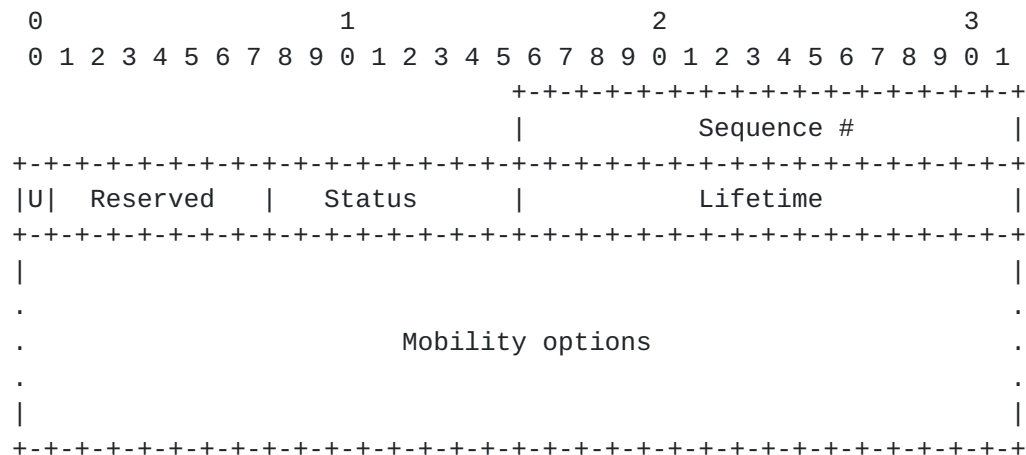 0                   1                   2                   3
 0 1 2 3 4 5 6 7 8 9 0 1 2 3 4 5 6 7 8 9 0 1 2 3 4 5 6 7 8 9 0 1
                                +-+-+-+-+-+-+-+-+-+-+-+-+-+-+-+-+
                                |           Sequence #          |
+-+-+-+-+-+-+-+-+-+-+-+-+-+-+-+-+-+-+-+-+-+-+-+-+-+-+-+-+-+-+-+-+
|U|  Reserved   |   Status      |           Lifetime            |
+-+-+-+-+-+-+-+-+-+-+-+-+-+-+-+-+-+-+-+-+-+-+-+-+-+-+-+-+-+-+-+-+
|                                                               |
.                                                               .
.                        Mobility options                       .
.                                                               .
|                                                               |
+-+-+-+-+-+-+-+-+-+-+-+-+-+-+-+-+-+-+-+-+-+-+-+-+-+-+-+-+-+-+-+-+